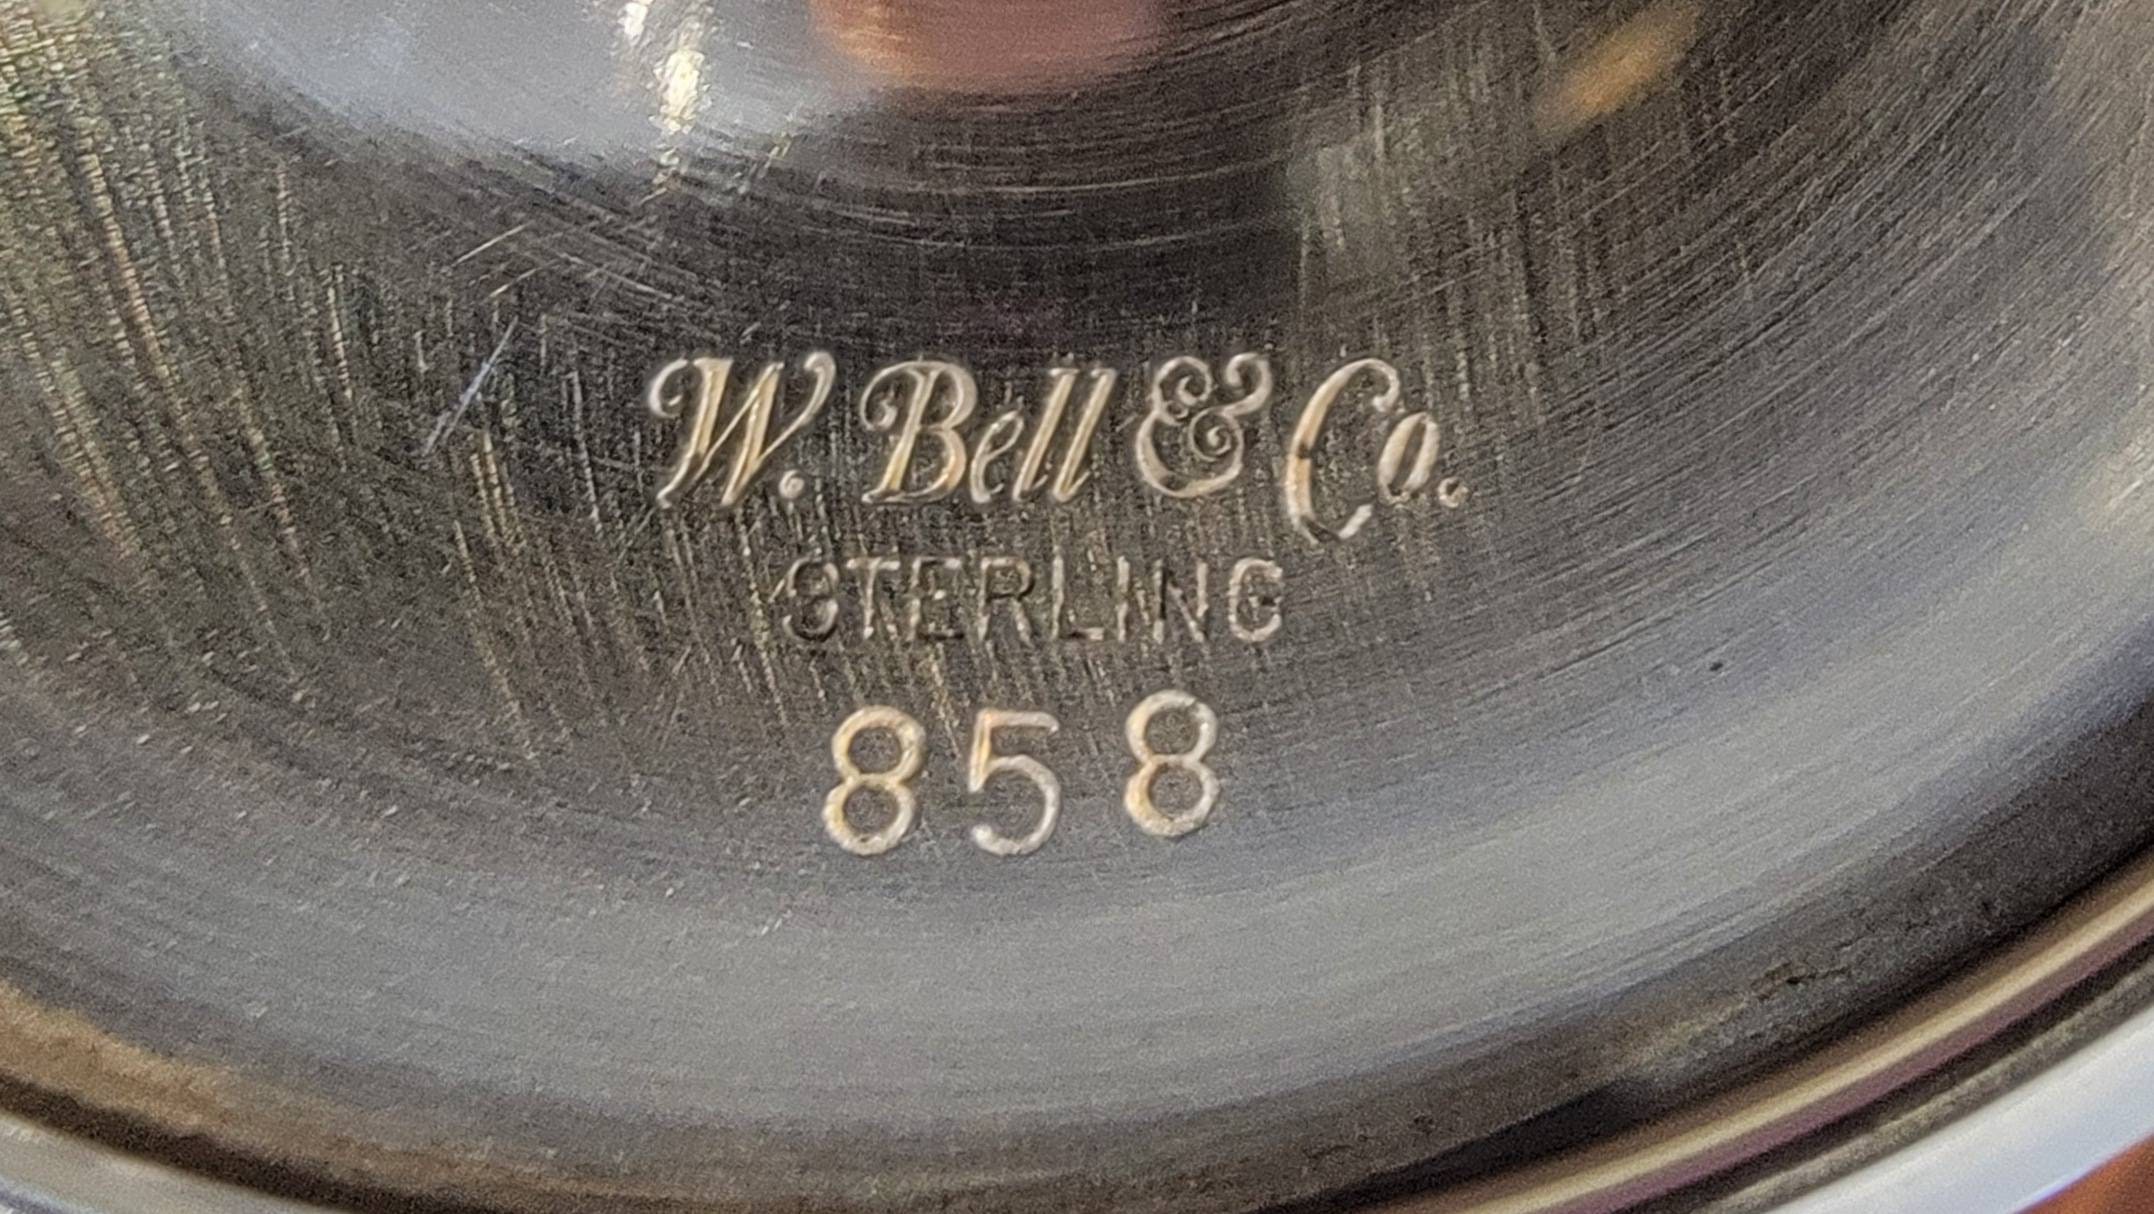 W. Bell & Co.
STERLING
858